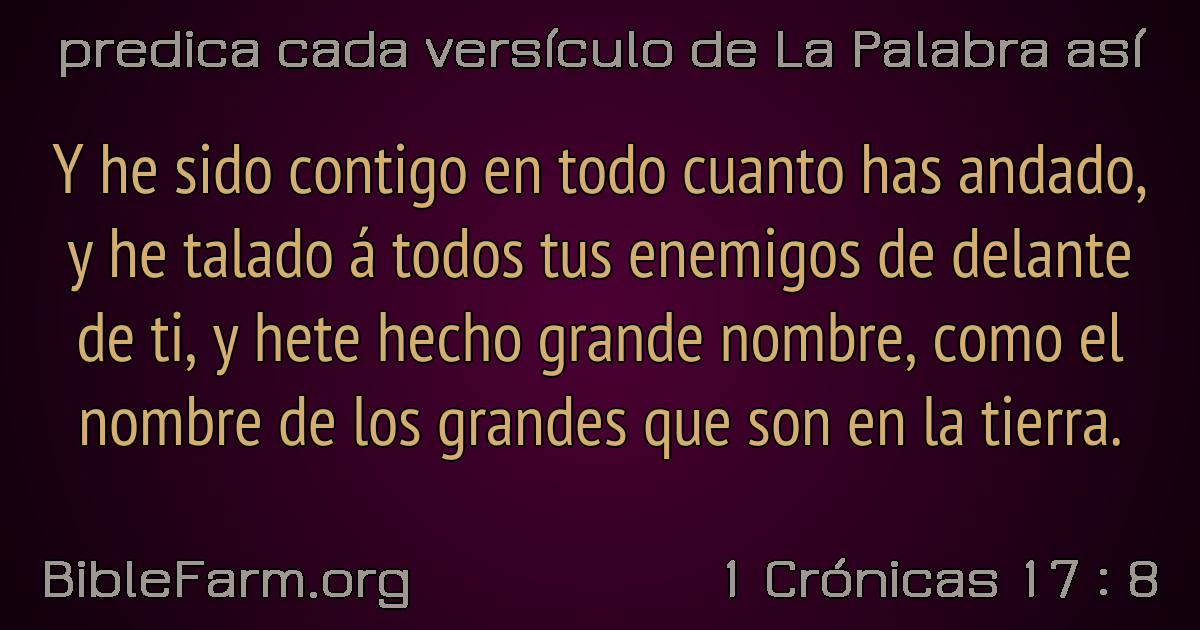 predica cada versículo de La Palabra así
Y he sido contigo en todo cuanto has andado,
y he talado á todos tus enemigos de delante
de ti, y hete hecho grande nombre, como el
nombre de los grandes que son en la tierra.
BibleFarm.org
1 Crónicas 17 : 8